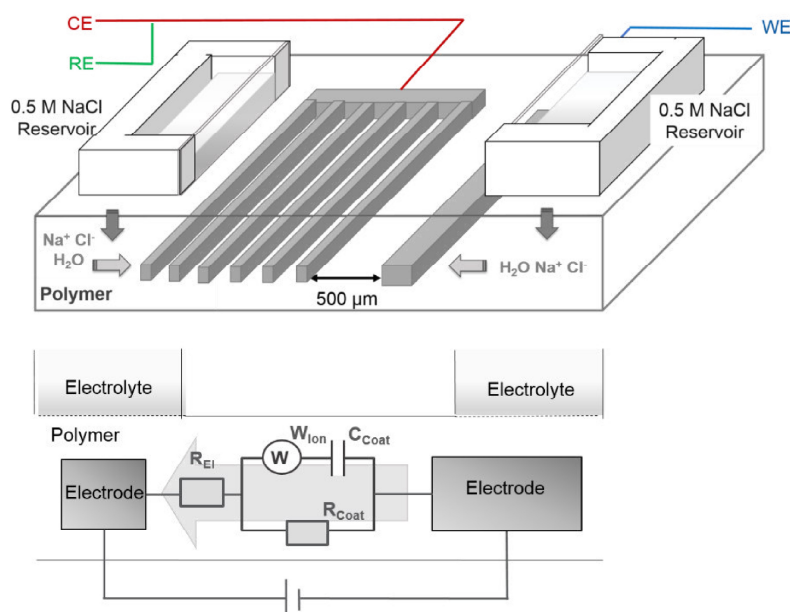 CE
WE
RE
0.5 M NaCl
Reservoir
0.5 M NaCl
Reservoir
Na⁺ Cl⁻
H₂O
H₂O Na⁺ Cl⁻
Polymer
500 µm
Electrolyte
Electrolyte
Polymer
W_Ion
C_Coat
R_El
W
Electrode
Electrode
R_Coat